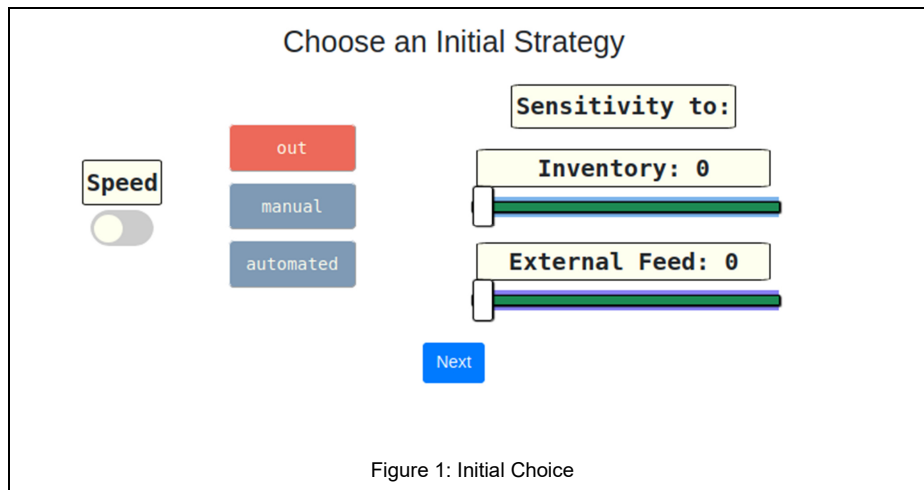 Choose an Initial Strategy
Speed
out
manual
automated
Sensitivity to:
Inventory: 0
External Feed: 0
Next
Figure 1: Initial Choice